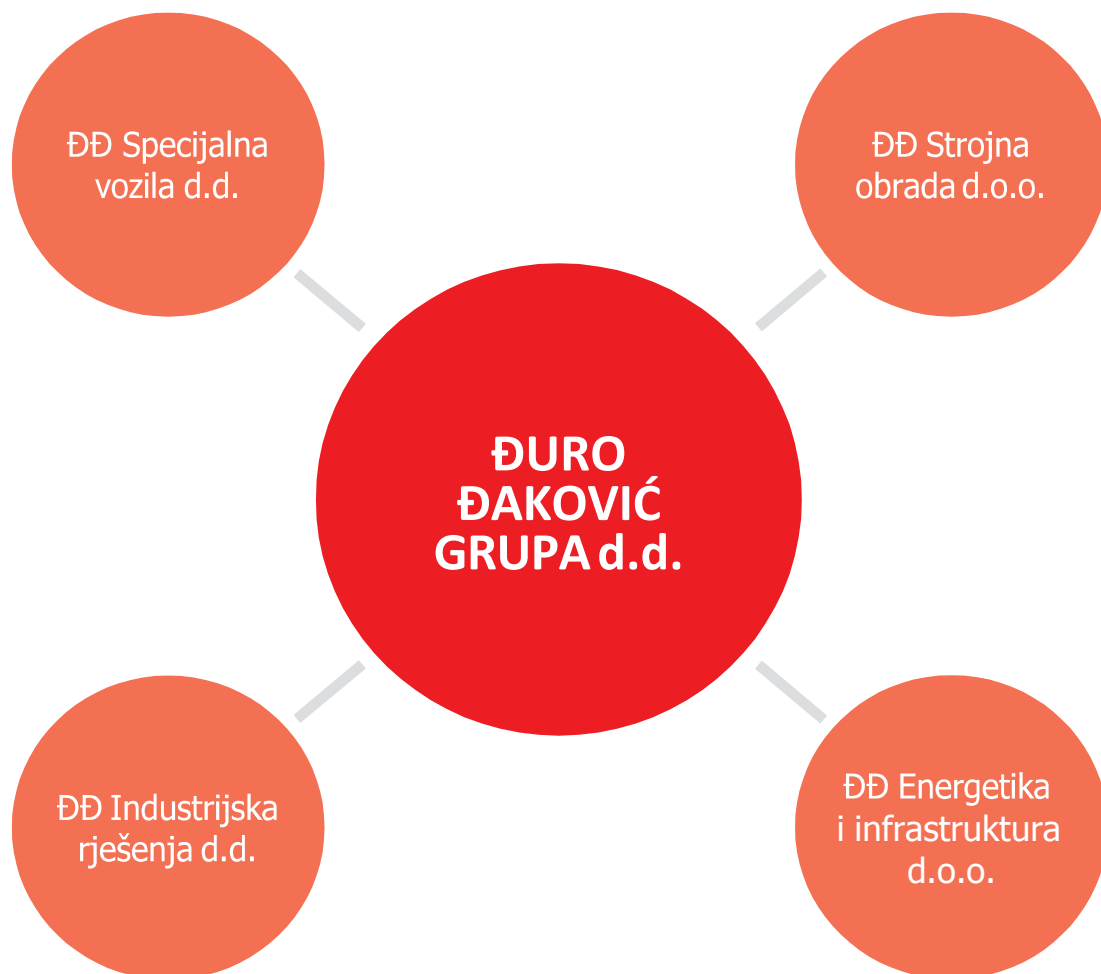 ĐĐ Specijalna
vozila d.d.
ĐĐ Strojna
obrada d.o.o.
ĐURO
ĐAKOVIĆ
GRUPA d.d.
ĐĐ Industrijska
rješenja d.d.
ĐĐ Energetika
i infrastruktura
d.o.o.